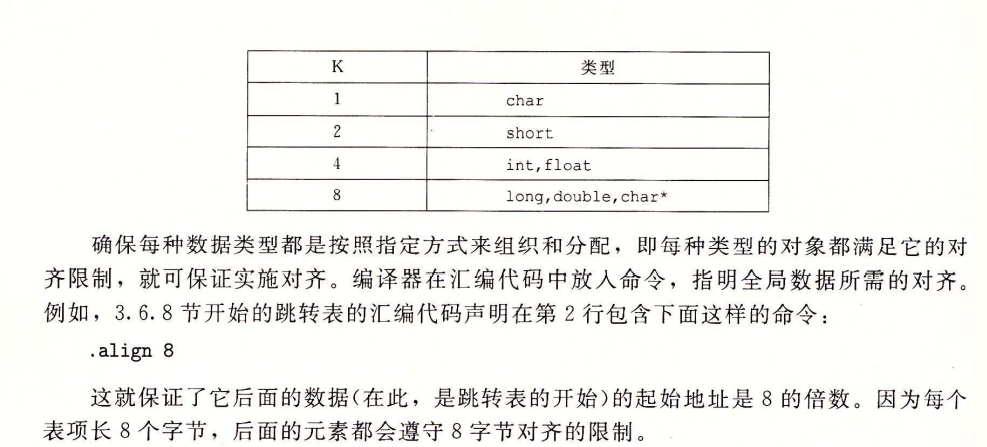 K 类型
1 char
2 short
4 int,float
8 long,double,char*
确保每种数据类型都是按照指定方式来组织和分配，即每种类型的对象都满足它的对
齐限制，就可保证实施对齐。编译器在汇编代码中放入命令，指明全局数据所需的对齐。
例如，3.6.8 节开始的跳转表的汇编代码声明在第 2 行包含下面这样的命令：
.align 8
这就保证了它后面的数据(在此，是跳转表的开始)的起始地址是 8 的倍数。因为每个
表项长 8 个字节，后面的元素都会遵守 8 字节对齐的限制。